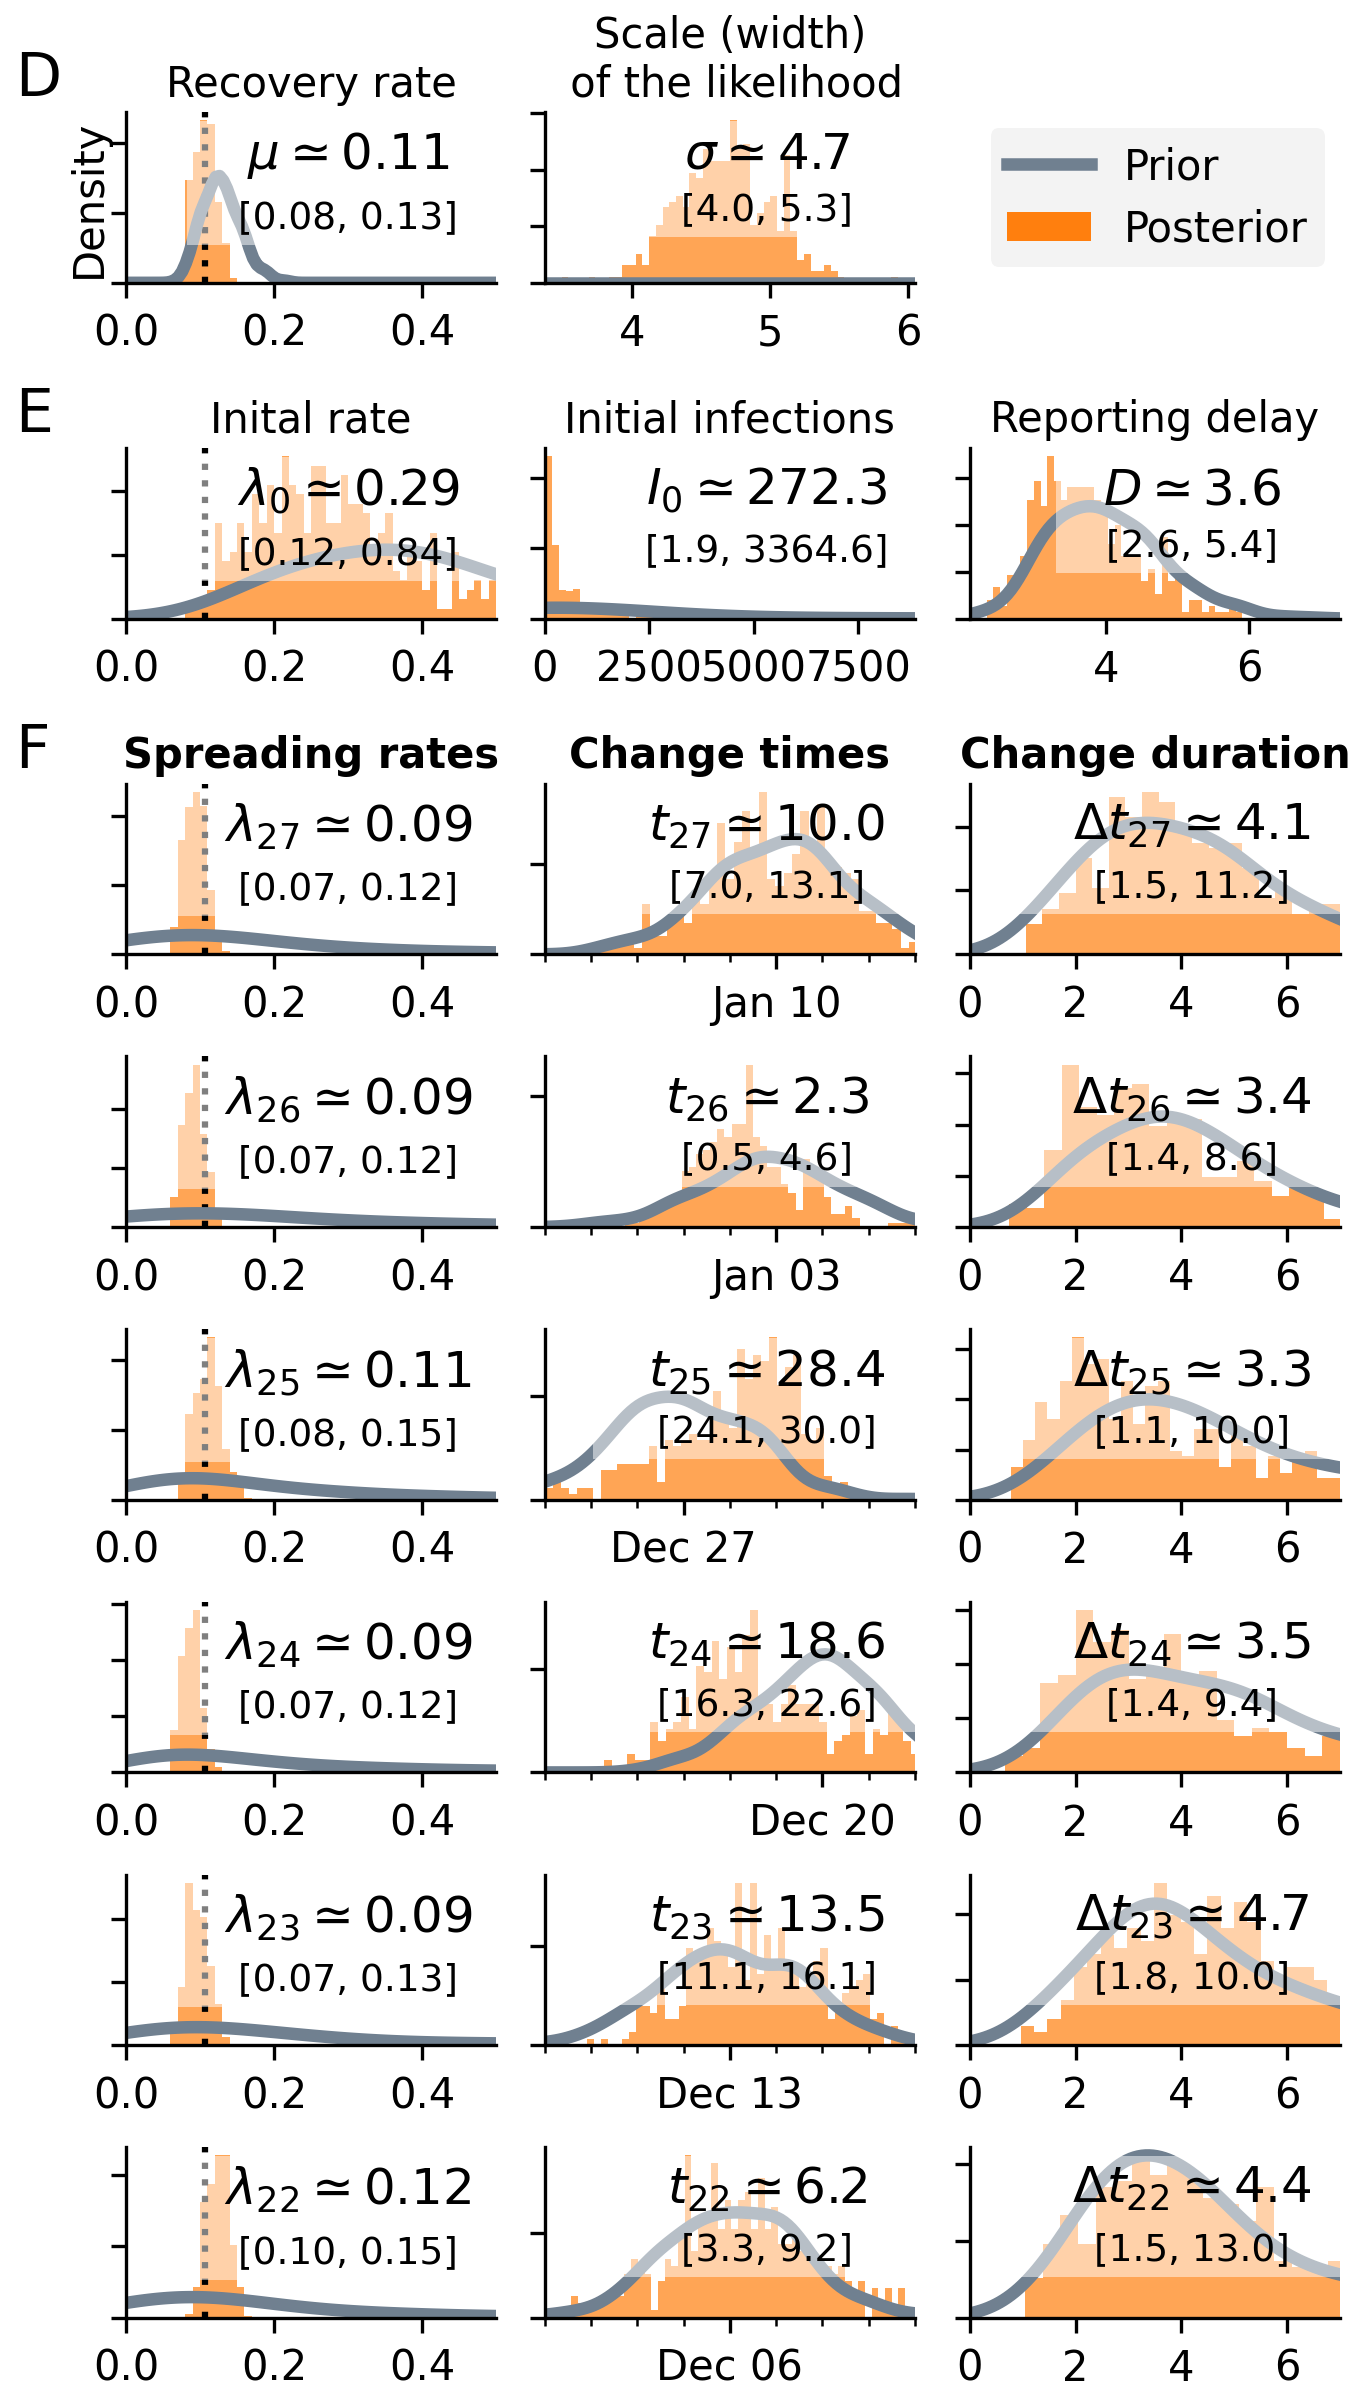 D
Recovery rate
Scale (width)
of the likelihood
Density
μ ≃ 0.11
[0.08, 0.13]
0.0 0.2 0.4
σ ≃ 4.7
[4.0, 5.3]
4 5 6
Prior
Posterior
E
Inital rate
λ0 ≃ 0.29
[0.12, 0.84]
0.0 0.2 0.4
Initial infections
I0 ≃ 272.3
[1.9, 3364.6]
0 2500 5000 7500
Reporting delay
D ≃ 3.6
[2.6, 5.4]
4 6
F
Spreading rates
Change times
Change duration
λ27 ≃ 0.09
[0.07, 0.12]
0.0 0.2 0.4
t27 ≃ 10.0
[7.0, 13.1]
Jan 10
Δt27 ≃ 4.1
[1.5, 11.2]
0 2 4 6
λ26 ≃ 0.09
[0.07, 0.12]
0.0 0.2 0.4
t26 ≃ 2.3
[0.5, 4.6]
Jan 03
Δt26 ≃ 3.4
[1.4, 8.6]
0 2 4 6
λ25 ≃ 0.11
[0.08, 0.15]
0.0 0.2 0.4
t25 ≃ 28.4
[24.1, 30.0]
Dec 27
Δt25 ≃ 3.3
[1.1, 10.0]
0 2 4 6
λ24 ≃ 0.09
[0.07, 0.12]
0.0 0.2 0.4
t24 ≃ 18.6
[16.3, 22.6]
Dec 20
Δt24 ≃ 3.5
[1.4, 9.4]
0 2 4 6
λ23 ≃ 0.09
[0.07, 0.13]
0.0 0.2 0.4
t23 ≃ 13.5
[11.1, 16.1]
Dec 13
Δt23 ≃ 4.7
[1.8, 10.0]
0 2 4 6
λ22 ≃ 0.12
[0.10, 0.15]
0.0 0.2 0.4
t22 ≃ 6.2
[3.3, 9.2]
Dec 06
Δt22 ≃ 4.4
[1.5, 13.0]
0 2 4 6